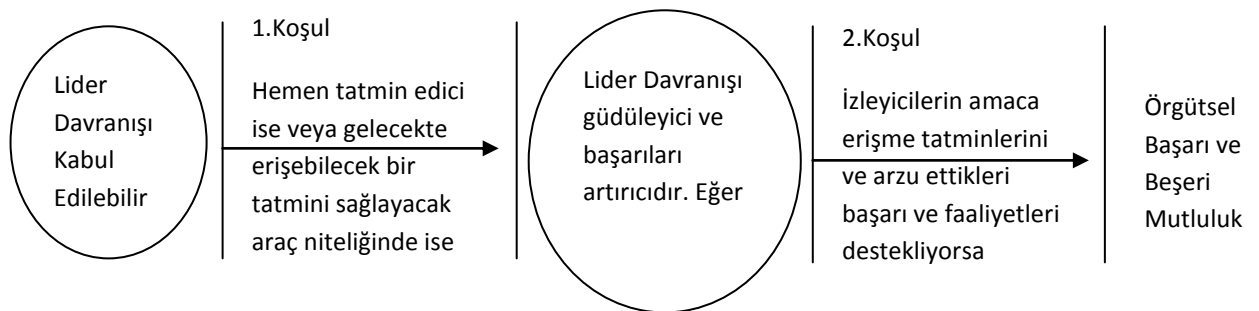 Lider
Davranışı
Kabul
Edilebilir
1.Koşul
Hemen tatmin edici
ise veya gelecekte
erişebilecek bir
tatmini sağlayacak
araç niteliğinde ise
Lider Davranışı
güdüleyici ve
başarıları
artırıcıdır. Eğer
2.Koşul
İzleyicilerin amaca
erişme tatminlerini
ve arzu ettikleri
başarı ve faaliyetleri
destekliyorsa
Örgütsel
Başarı ve
Beşeri
Mutluluk